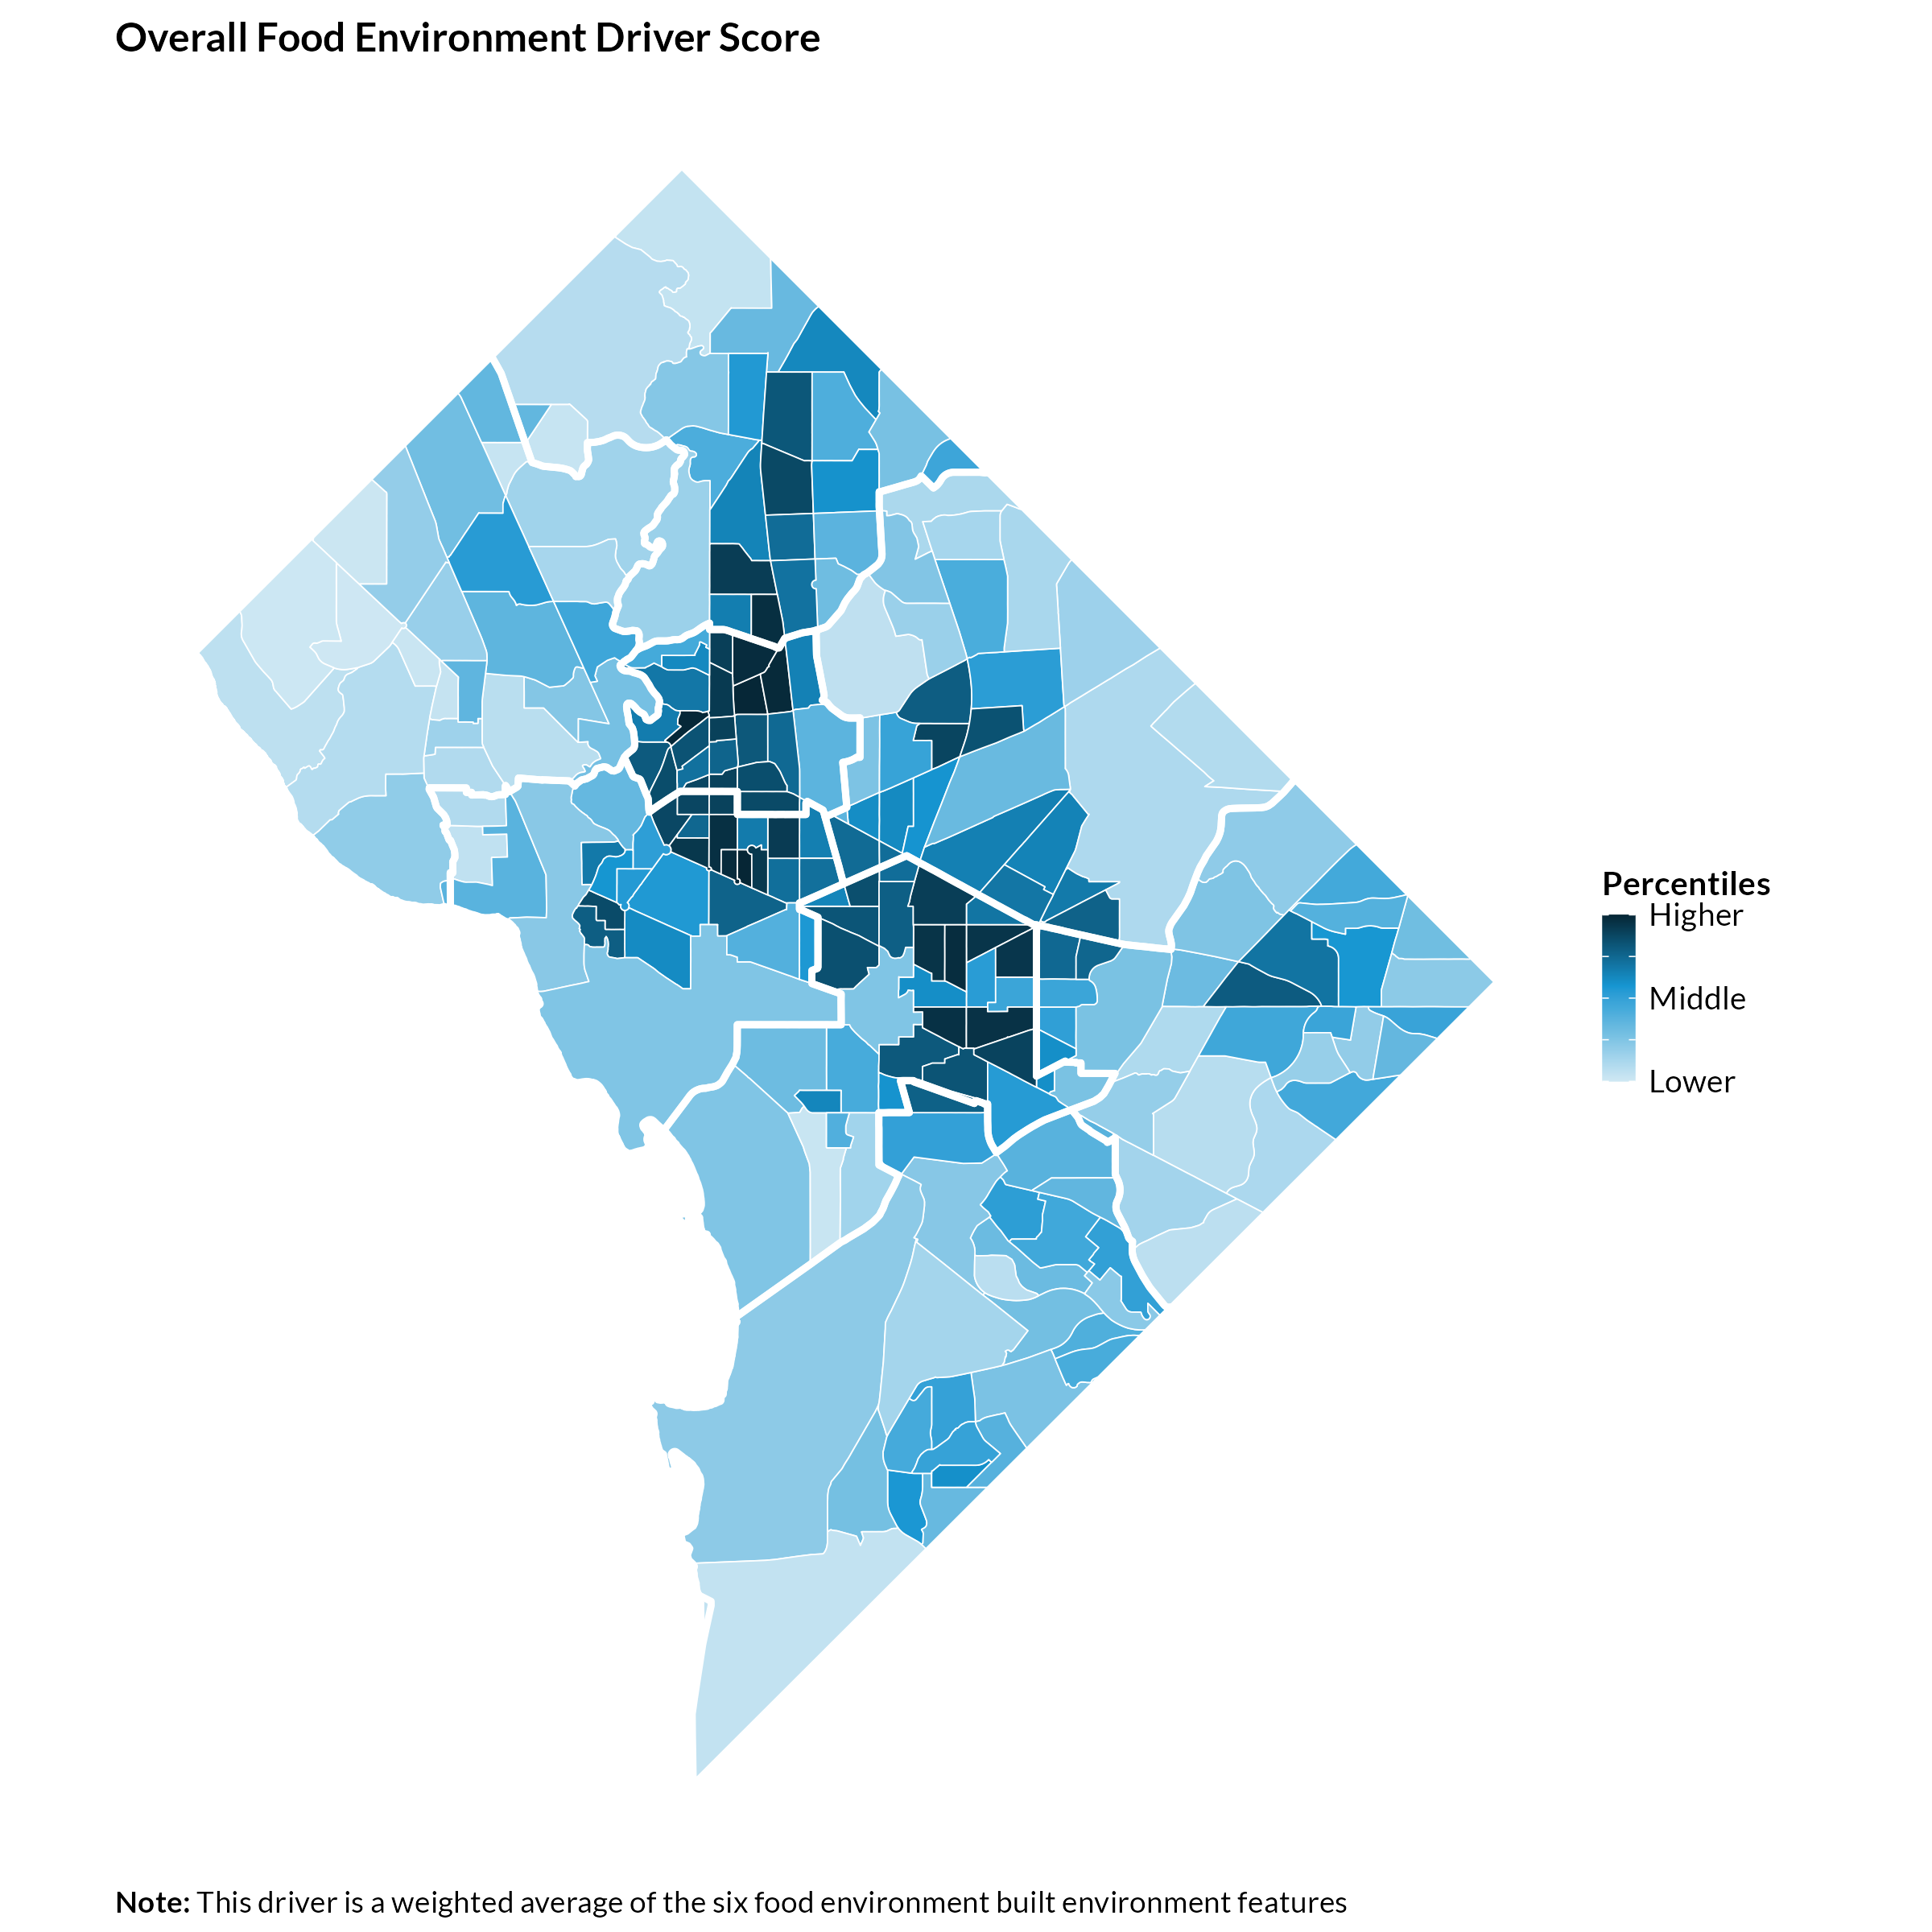 Overall Food Environment Driver Score
Percentiles
Higher
Middle
Lower
Note: This driver is a weighted average of the six food environment built environment features